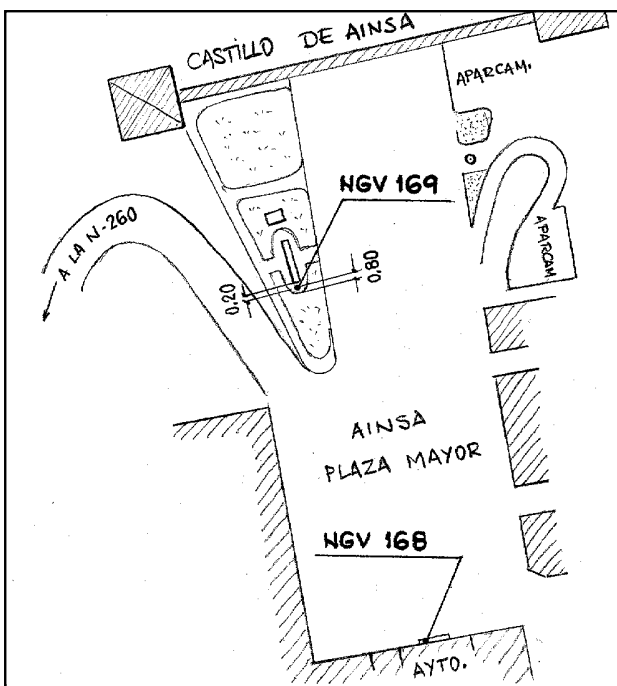 CASTILLO DE AINSA
APARCAM.
NGV 169
A LA N-260
APARCAM
0,20
0,80
AINSA
PLAZA MAYOR
NGV 168
AYTO.